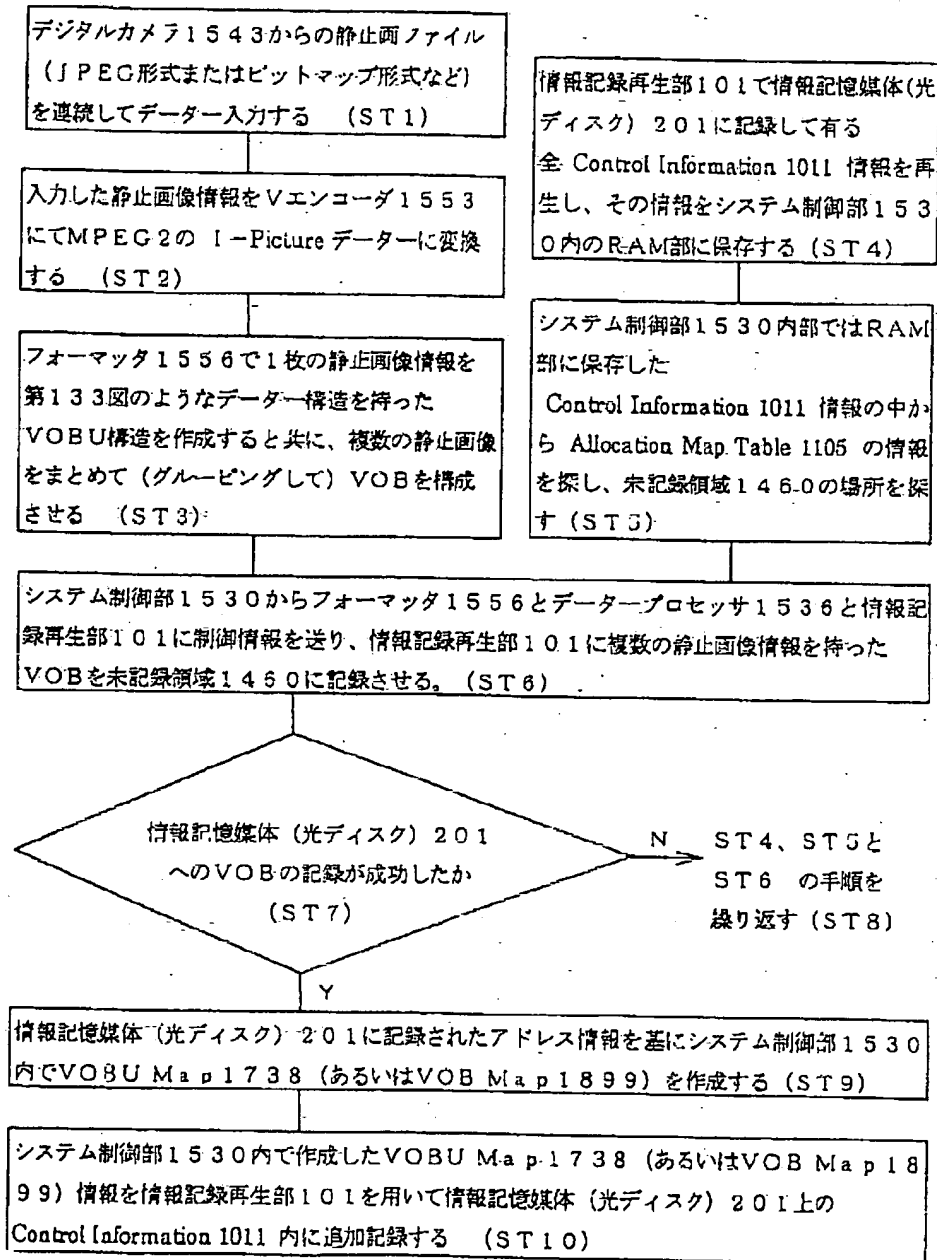 デジタルカメラ1543からの静止画ファイル
(JPEG形式またはビットマップ形式など)
を連続してデーター入力する (ST1)
入力した静止画像情報をVエンコーダ1553
にてMPEG2の I-Picture データーに変換
する (ST2)
フォーマッタ1556で1枚の静止画像情報を
第133図のようなデーター構造を持った
VOBU構造を作成すると共に、複数の静止画像
をまとめて(グルーピングして)VOBを構成
させる (ST3)
情報記録再生部101で情報記憶媒体(光
ディスク)201に記録して有る
全 Control Information 1011 情報を再
生し、その情報をシステム制御部153
0内のRAM部に保存する(ST4)
システム制御部1530内部ではRAM
部に保存した
Control Information 1011 情報の中か
ら Allocation Map Table 1105 の情報
を探し、未記録領域1460の場所を探
す(ST5)
システム制御部1530からフォーマッタ1556とデータープロセッサ1536と情報記
録再生部101に制御情報を送り、情報記録再生部101に複数の静止画像情報を持った
VOBを未記録領域1460に記録させる。(ST6)
情報記憶媒体(光ディスク)201
へのVOBの記録が成功したか
(ST7)
N
ST4、ST5と
ST6 の手順を
繰り返す(ST8)
Y
情報記憶媒体(光ディスク)201に記録されたアドレス情報を基にシステム制御部1530
内でVOBU Map1738(あるいはVOB Map1899)を作成する(ST9)
システム制御部1530内で作成したVOBU Map1738(あるいはVOB Map18
99)情報を情報記録再生部101を用いて情報記憶媒体(光ディスク)201上の
Control Information 1011 内に追加記録する (ST10)